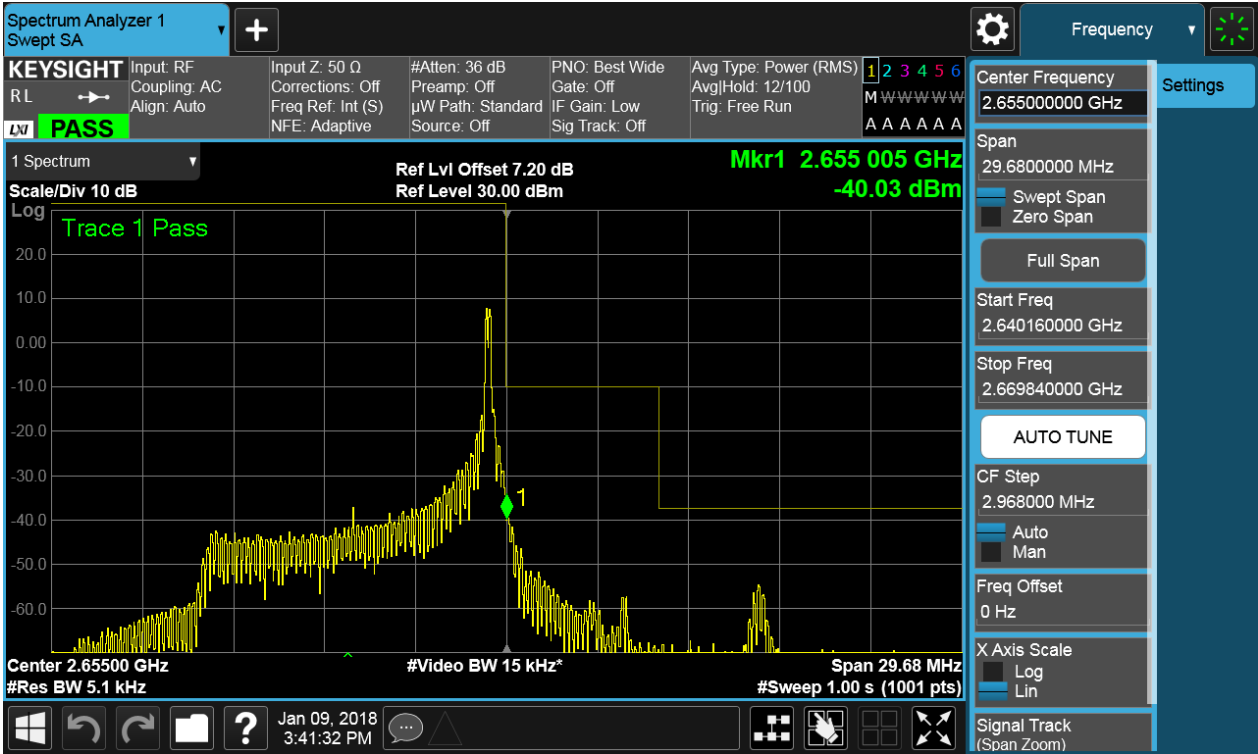 Spectrum Analyzer 1
Swept SA
+
Frequency
KEYSIGHT
R L
LXI PASS
Input: RF
Coupling: AC
Align: Auto
Input Z: 50 Ω
Corrections: Off
Freq Ref: Int (S)
NFE: Adaptive
#Atten: 36 dB
Preamp: Off
µW Path: Standard
Source: Off
PNO: Best Wide
Gate: Off
IF Gain: Low
Sig Track: Off
Avg Type: Power (RMS)
Avg|Hold: 12/100
Trig: Free Run
1 2 3 4 5 6
M W W W W W
A A A A A A
1 Spectrum
Scale/Div 10 dB
Ref Lvl Offset 7.20 dB
Ref Level 30.00 dBm
Mkr1 2.655 005 GHz
-40.03 dBm
Log
Trace 1 Pass
20.0
10.0
0.00
-10.0
-20.0
-30.0
-40.0
-50.0
-60.0
1
Center 2.65500 GHz
#Res BW 5.1 kHz
#Video BW 15 kHz*
Span 29.68 MHz
#Sweep 1.00 s (1001 pts)
Center Frequency
2.655000000 GHz
Span
29.6800000 MHz
Swept Span
Zero Span
Full Span
Start Freq
2.640160000 GHz
Stop Freq
2.669840000 GHz
AUTO TUNE
CF Step
2.968000 MHz
Auto
Man
Freq Offset
0 Hz
X Axis Scale
Log
Lin
Signal Track
(Span Zoom)
Settings
?
Jan 09, 2018
3:41:32 PM